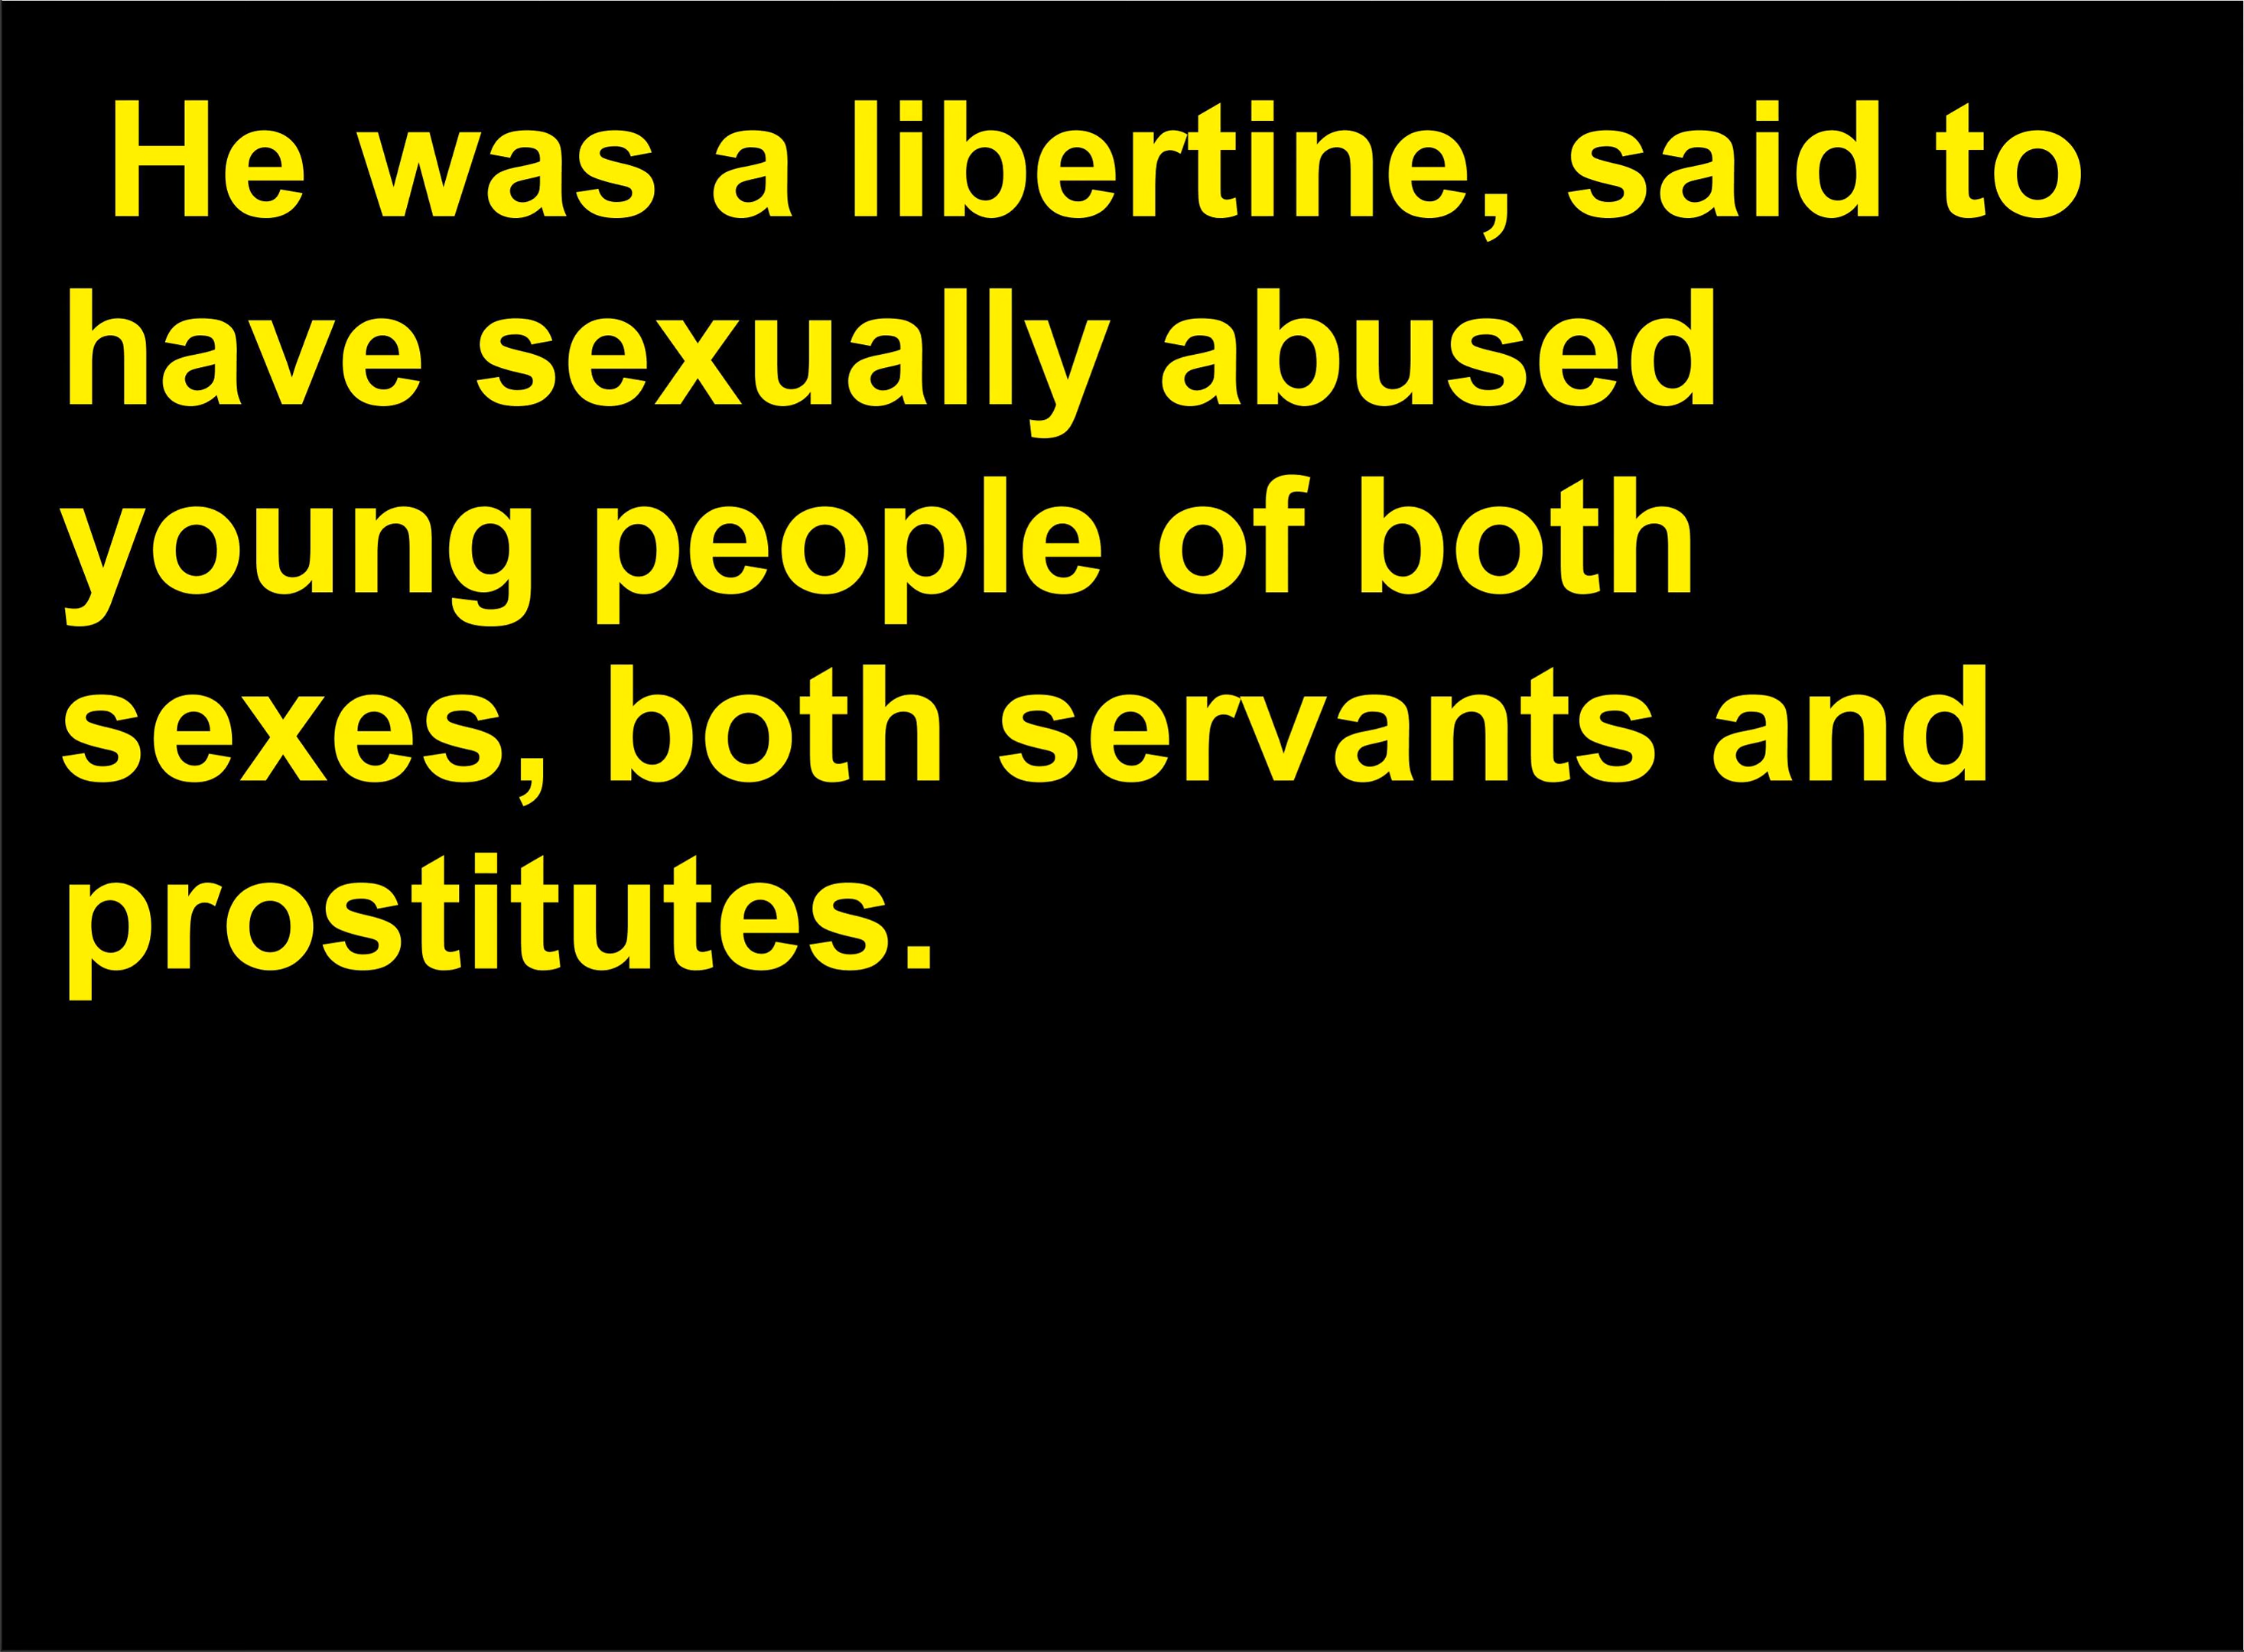 He was a libertine, said to
have sexually abused
young people of both
sexes, both servants and
prostitutes.